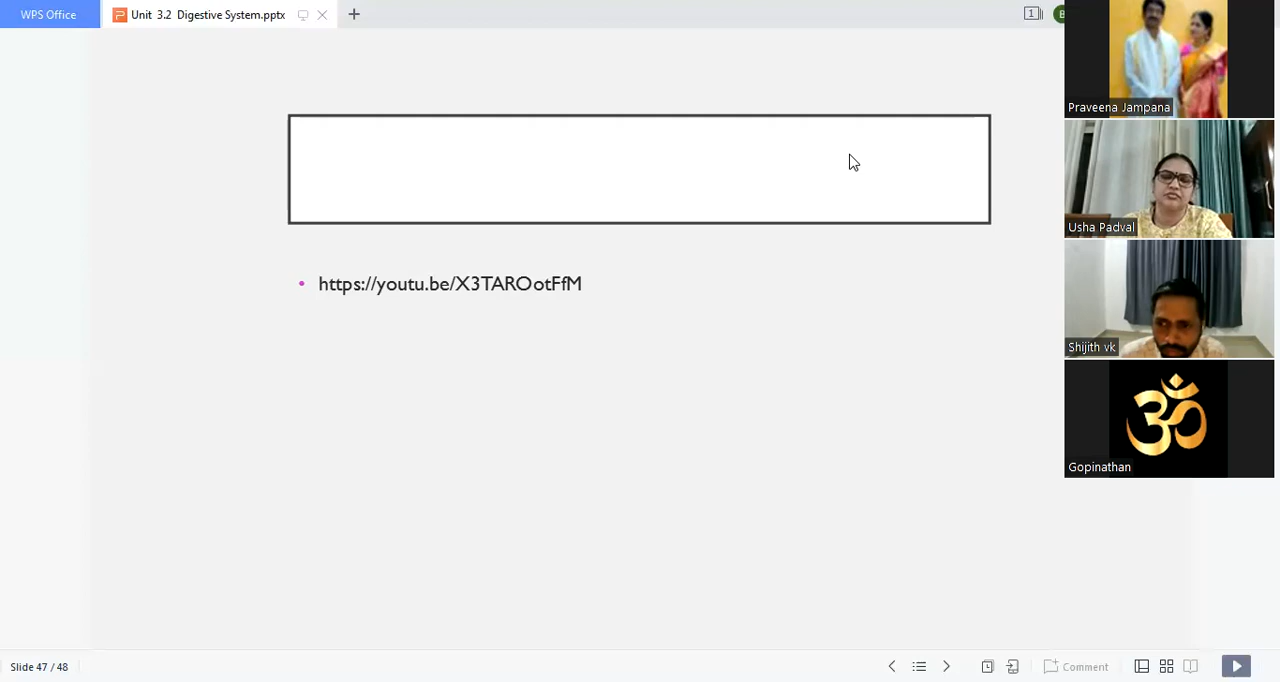 WPS Office
Unit 3.2 Digestive System.pptx
1
B
Praveena Jampana
Usha Padval
• https://youtu.be/X3TAROotFfM
Shijith vk
ॐ
Gopinathan
Slide 47 / 48
Comment